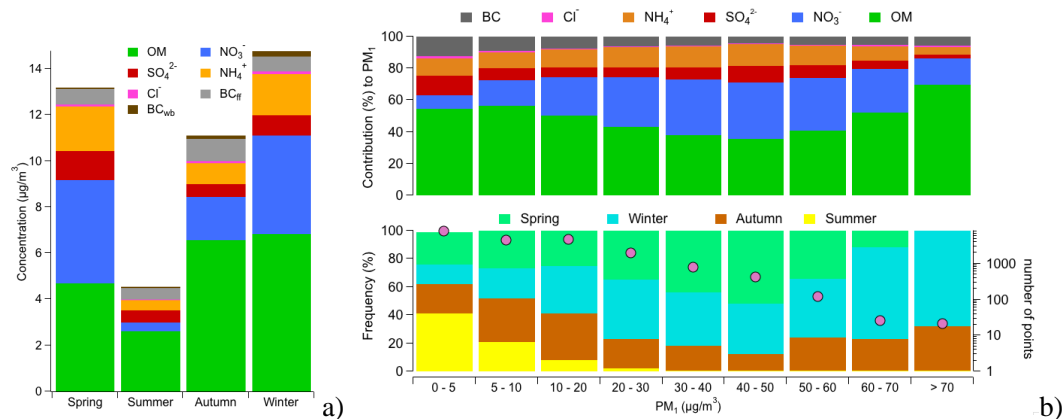 OM
NO₃⁻
SO₄²⁻
NH₄⁺
Cl⁻
BC_ff
BC_wb
14
12
10
8
6
4
2
0
Concentration (µg/m³)
Spring Summer Autumn Winter
a)
BC Cl⁻ NH₄⁺ SO₄²⁻ NO₃⁻ OM
Contribution (%) to PM₁
100
80
60
40
20
0
Spring Winter Autumn Summer
Frequency (%)
100
80
60
40
20
0
1000
100
10
1
number of points
0 - 5 5 - 10 10 - 20 20 - 30 30 - 40 40 - 50 50 - 60 60 - 70 > 70
PM₁ (µg/m³)
b)